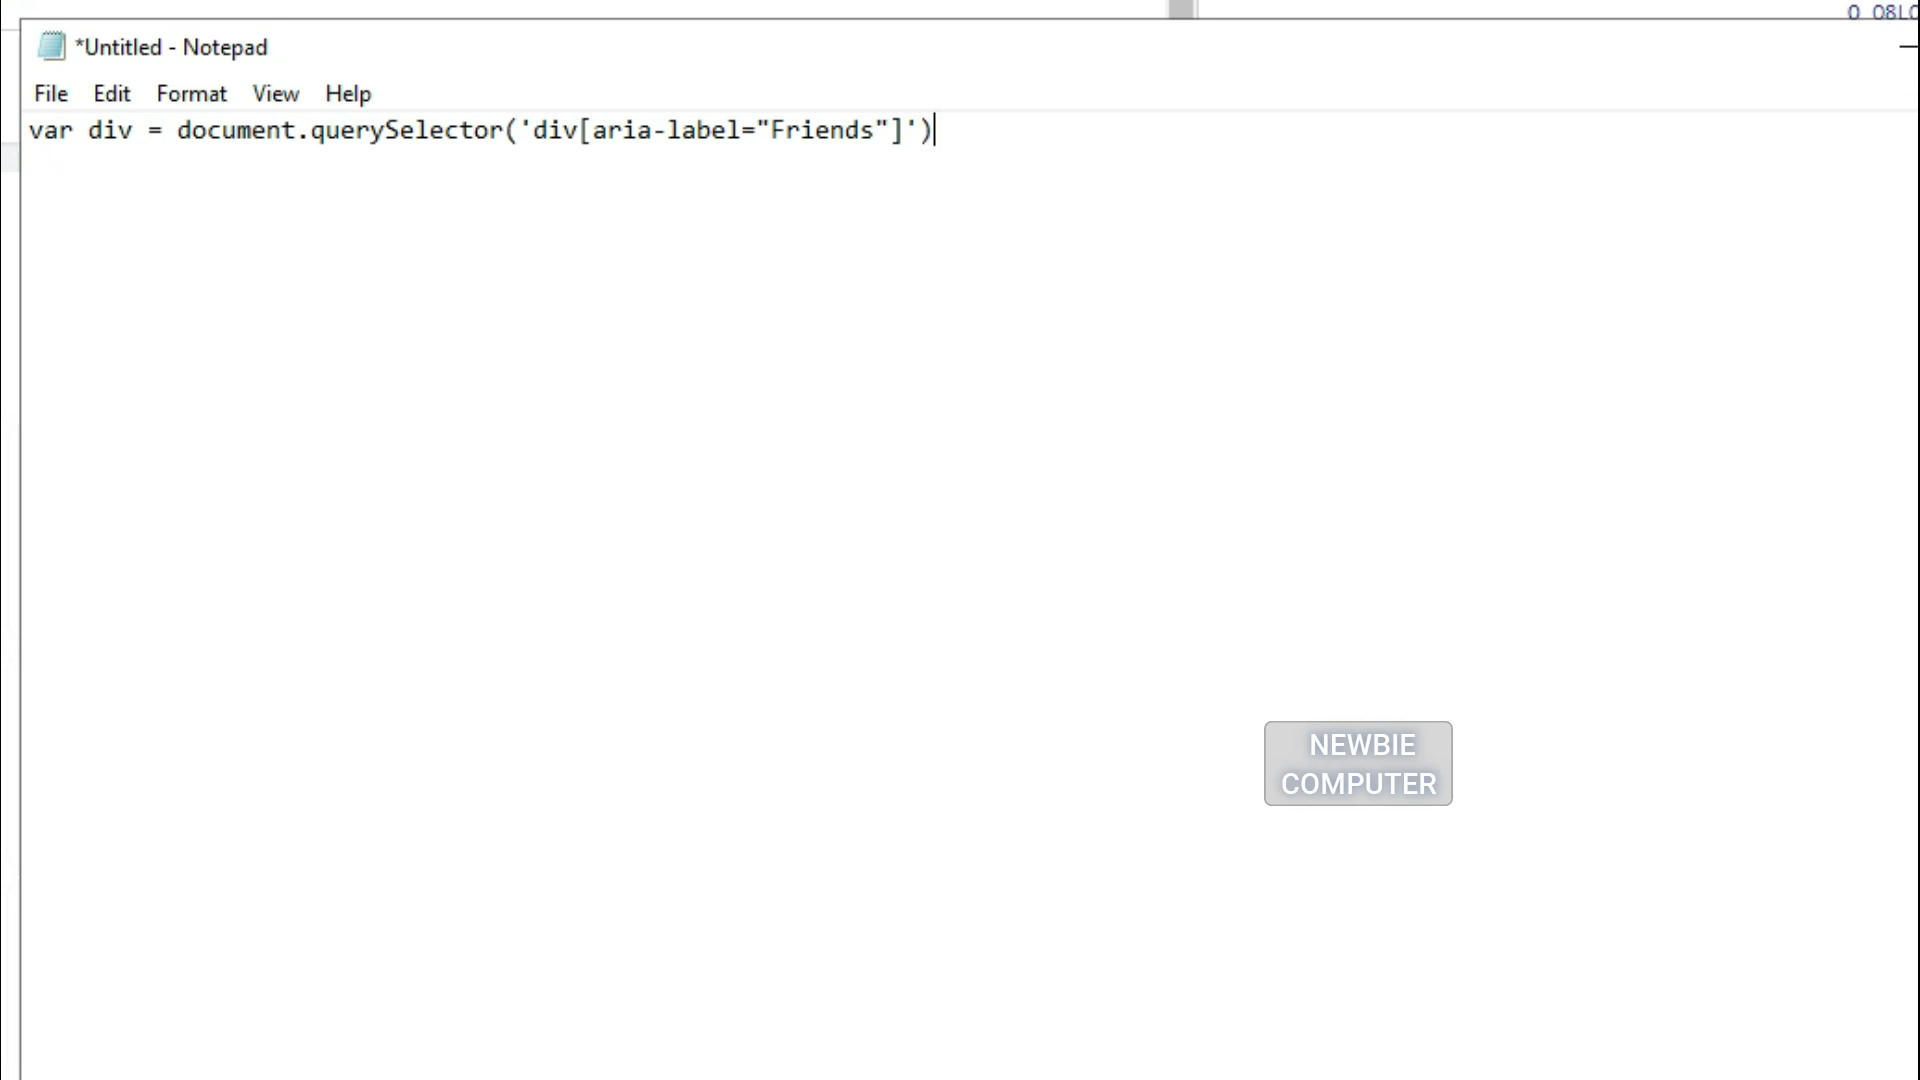 *Untitled - Notepad
File Edit Format View Help
var div = document.querySelector('div[aria-label="Friends"]')
NEWBIE
COMPUTER